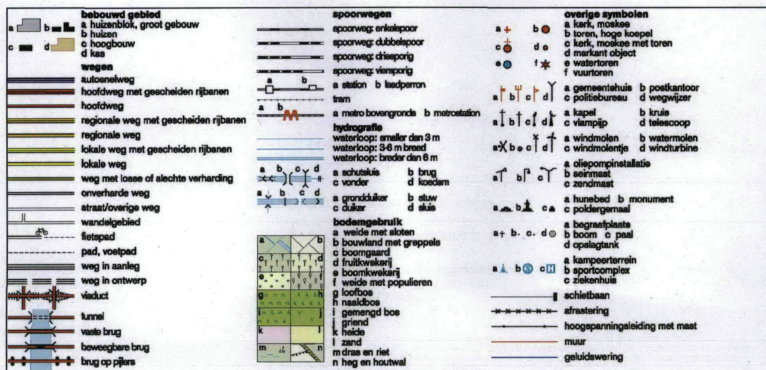 bebouwd gebied
a huizenblok, groot gebouw
b huizen
c hoogbouw
d kas
a b
c d
wegen
autosnelweg
hoofdweg met gescheiden rijbanen
hoofdweg
regionale weg met gescheiden rijbanen
regionale weg
lokale weg met gescheiden rijbanen
lokale weg
weg met losse of slechte verharding
onverharde weg
straat/overige weg
wandelgebied
fietspad
pad, voetpad
weg in aanleg
weg in ontwerp
viaduct
tunnel
vaste brug
beweegbare brug
brug op pijlers
spoorwegen
spoorweg: enkelspoor
spoorweg: dubbelspoor
spoorweg: driesporig
spoorweg: viersporig
a b
a station b laadperron
tram
a b
a metro bovengronds b metrostation
hydrografie
waterloop: smaller dan 3 m
waterloop: 3-6 m breed
waterloop: breder dan 6 m
a b c d
a schutsluis b brug
c vonder d koedam
a b c d
a grondduiker b stuw
c duiker d sluis
bodemgebruik
a weide met sloten
b bouwland met greppels
c boomgaard
d fruitkwekerij
e boomkwekerij
f weide met populieren
g loofbos
h naaldbos
i gemengd bos
j griend
k heide
l zand
m dras en riet
n heg en houtwal
a b
c d
e f
g h
i j
k l
m n
overige symbolen
a kerk, moskee
b toren, hoge koepel
c kerk, moskee met toren
d markant object
e watertoren
f vuurtoren
a b
c d
e f
a b c d
a gemeentehuis b postkantoor
c politiebureau d wegwijzer
a b c d
a kapel b kruis
c vlampijp d telescoop
a b c d
a windmolen b watermolen
c windmolentje d windturbine
a b c
a oliepompinstallatie
b seinmast
c zendmast
a b c
a hunebed b monument
c poldergemaal
a b c d
a begraafplaats
b boom c paal
d opslagtank
a b S c H
a kampeerterrein
b sportcomplex
c ziekenhuis
schietbaan
afrastering
hoogspanningsleiding met mast
muur
geluidswering